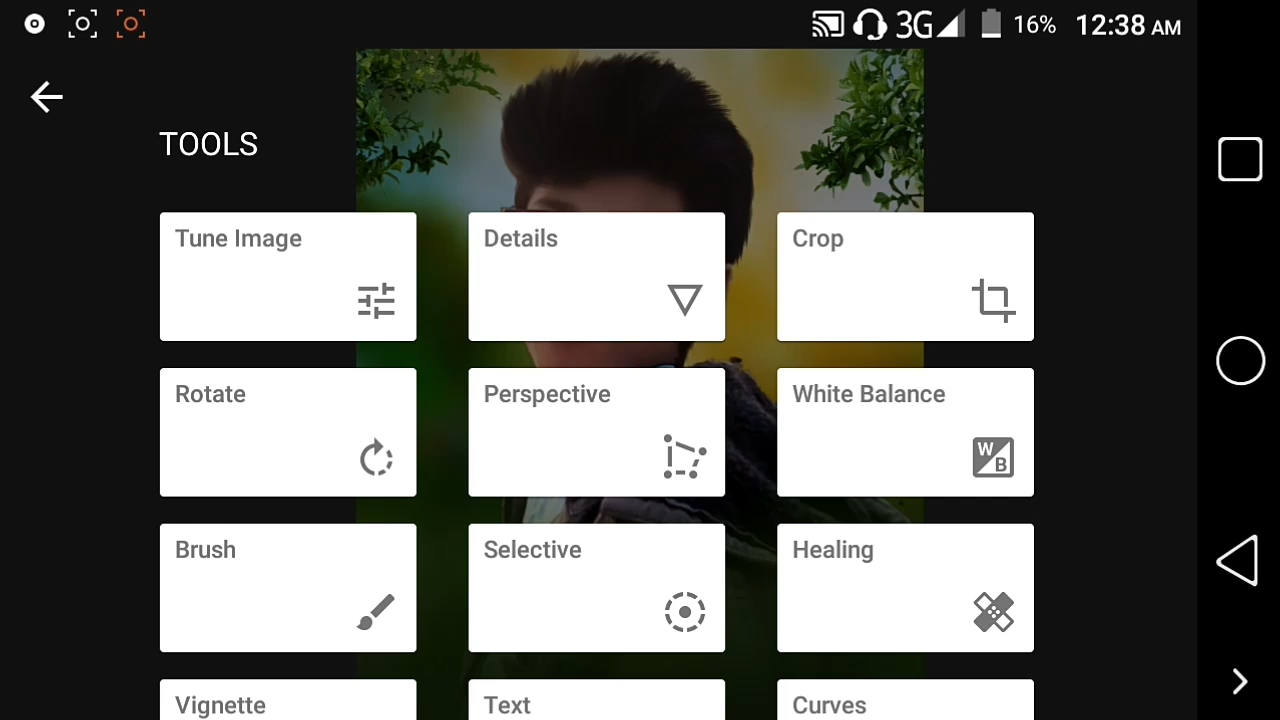 3G 16% 12:38 AM
TOOLS
Tune Image Details Crop
Rotate Perspective White Balance
W
B
Brush Selective Healing
Vignette Text Curves